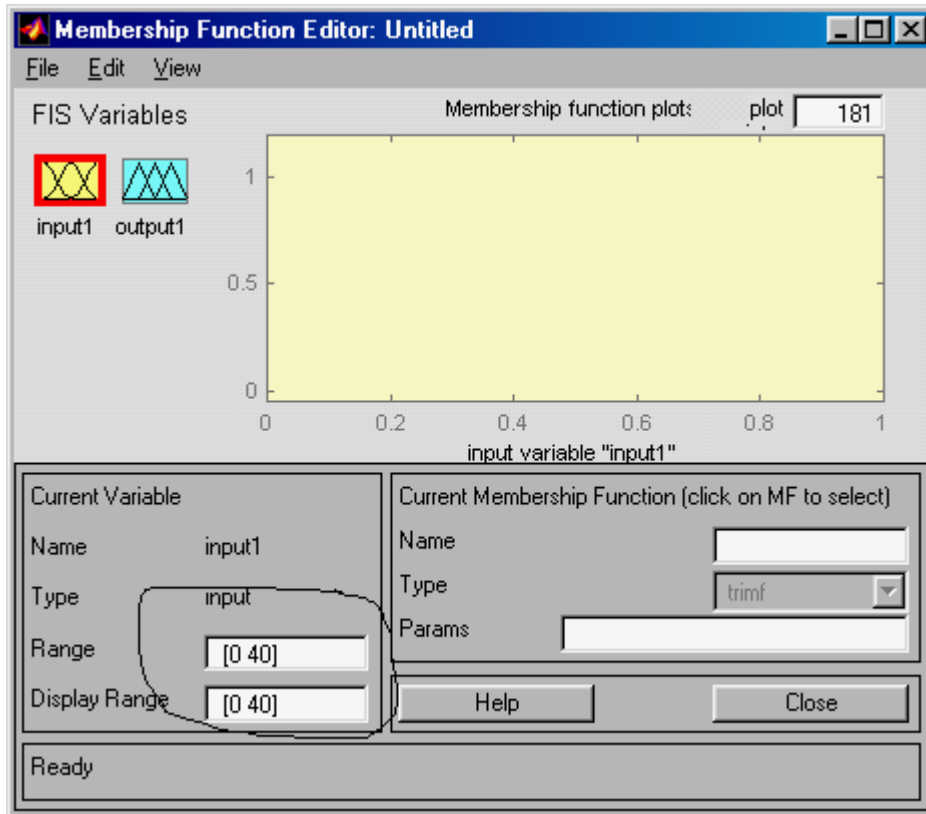 Membership Function Editor: Untitled
File Edit View
FIS Variables
Membership function plots plot 181
input1 output1
1
0.5
0
0 0.2 0.4 0.6 0.8 1
input variable "input1"
Current Variable
Name input1
Type input
Range [0 40]
Display Range [0 40]
Current Membership Function (click on MF to select)
Name
Type trimf
Params
Help Close
Ready